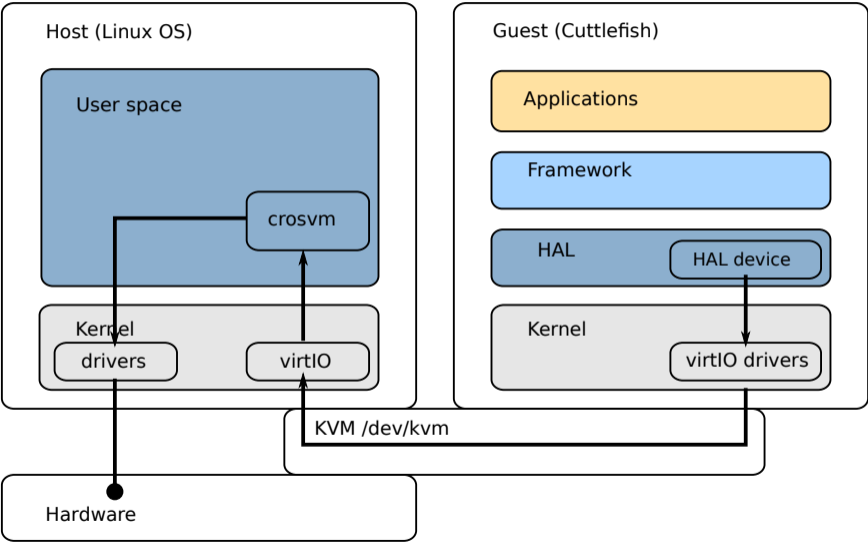 Host (Linux OS)
User space
crosvm
Kernel
drivers
virtIO
Guest (Cuttlefish)
Applications
Framework
HAL
HAL device
Kernel
virtIO drivers
KVM /dev/kvm
Hardware